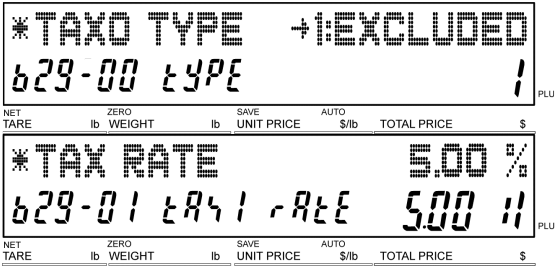 *TAX0 TYPE →1:EXCLUDED
b29-00 tYPE 1
PLU
NET ZERO SAVE AUTO
TARE lb WEIGHT lb UNIT PRICE $/lb TOTAL PRICE $
*TAX RATE 5.00 %
b29-01 tA41 rAtE 5.00
PLU
NET ZERO SAVE AUTO
TARE lb WEIGHT lb UNIT PRICE $/lb TOTAL PRICE $